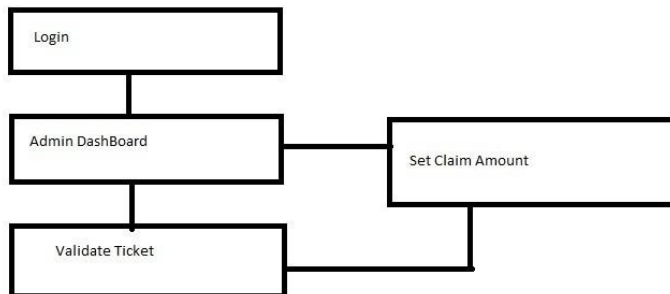 Login
Admin DashBoard
Set Claim Amount
Validate Ticket